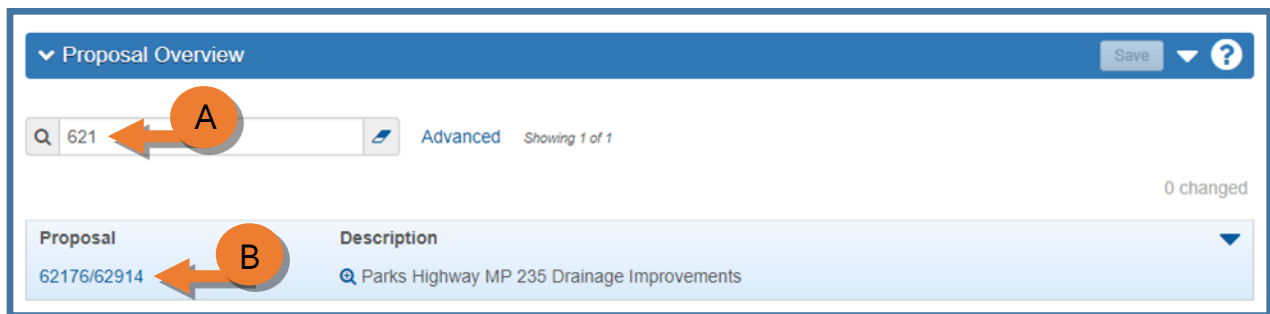 Proposal Overview
Save
?
A
621
Advanced
Showing 1 of 1
0 changed
Proposal
Description
B
62176/62914
Parks Highway MP 235 Drainage Improvements